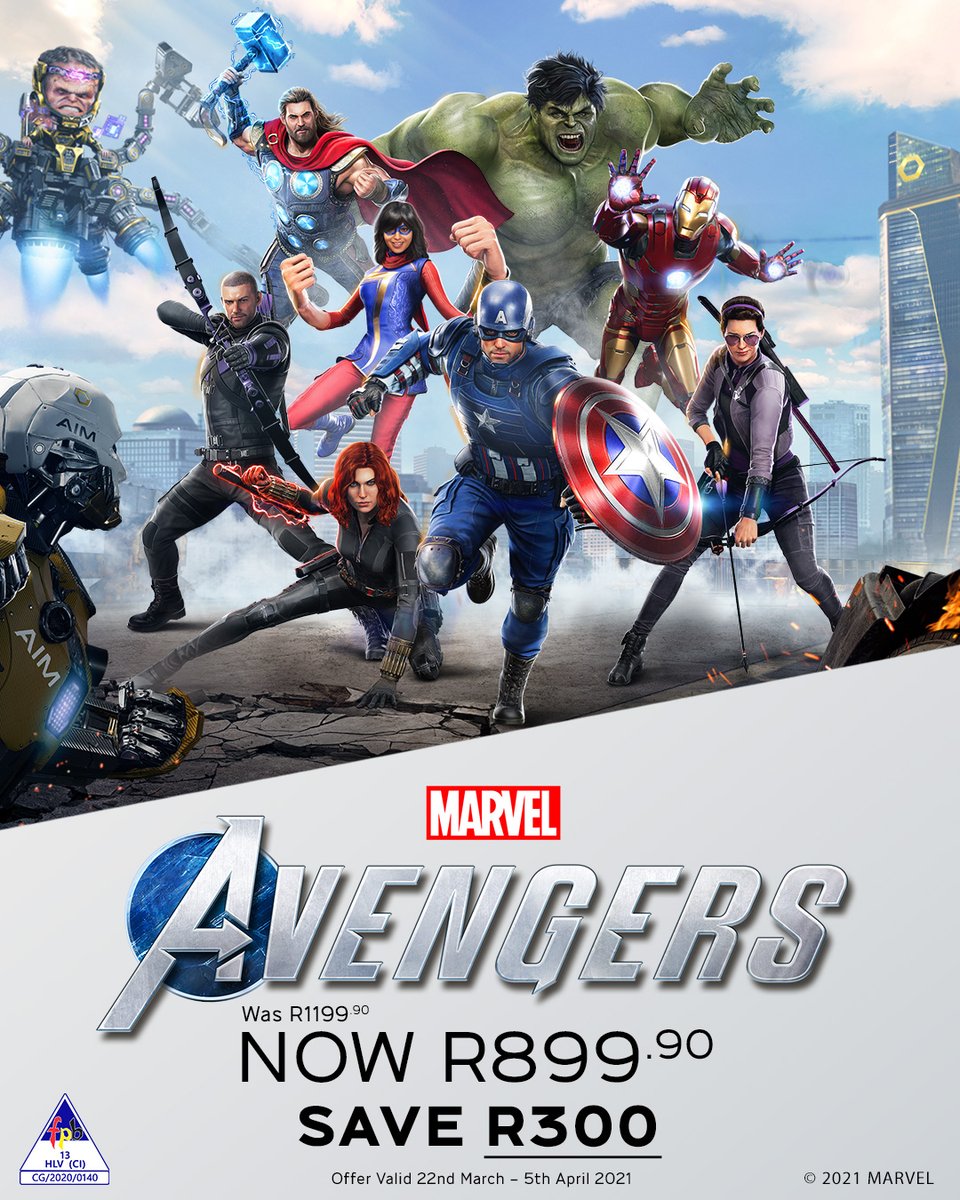 AIM
AIM
A
MARVEL
AVENGERS
Was R1199.90
NOW R899.90
SAVE R300
fpb
13
HLV (CI)
CG/2020/0140
Offer Valid 22nd March – 5th April 2021
© 2021 MARVEL